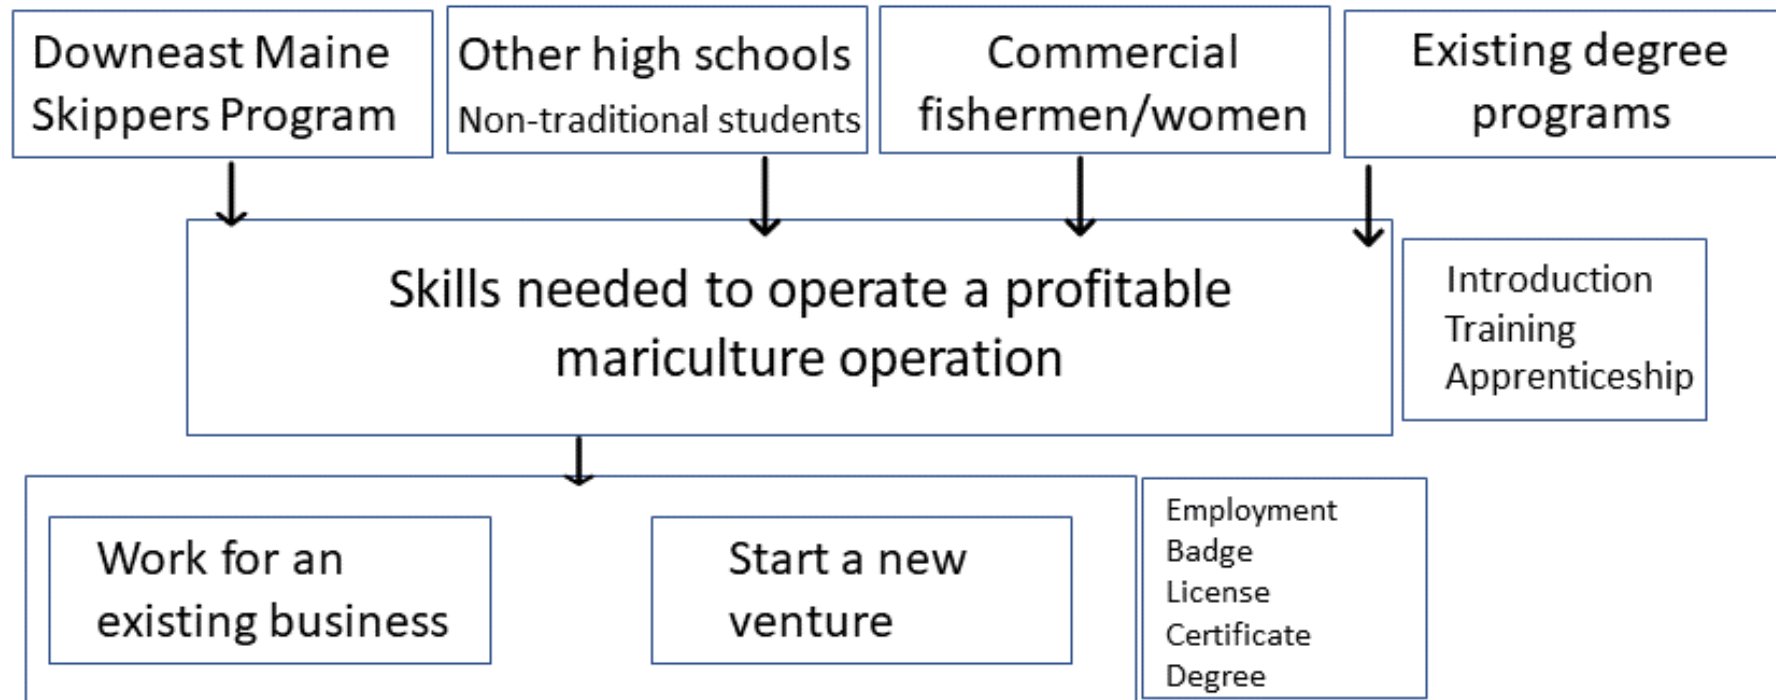 Downeast Maine
Skippers Program
Other high schools
Non-traditional students
Commercial
fishermen/women
Existing degree
programs
Skills needed to operate a profitable
mariculture operation
Introduction
Training
Apprenticeship
Work for an
existing business
Start a new
venture
Employment
Badge
License
Certificate
Degree